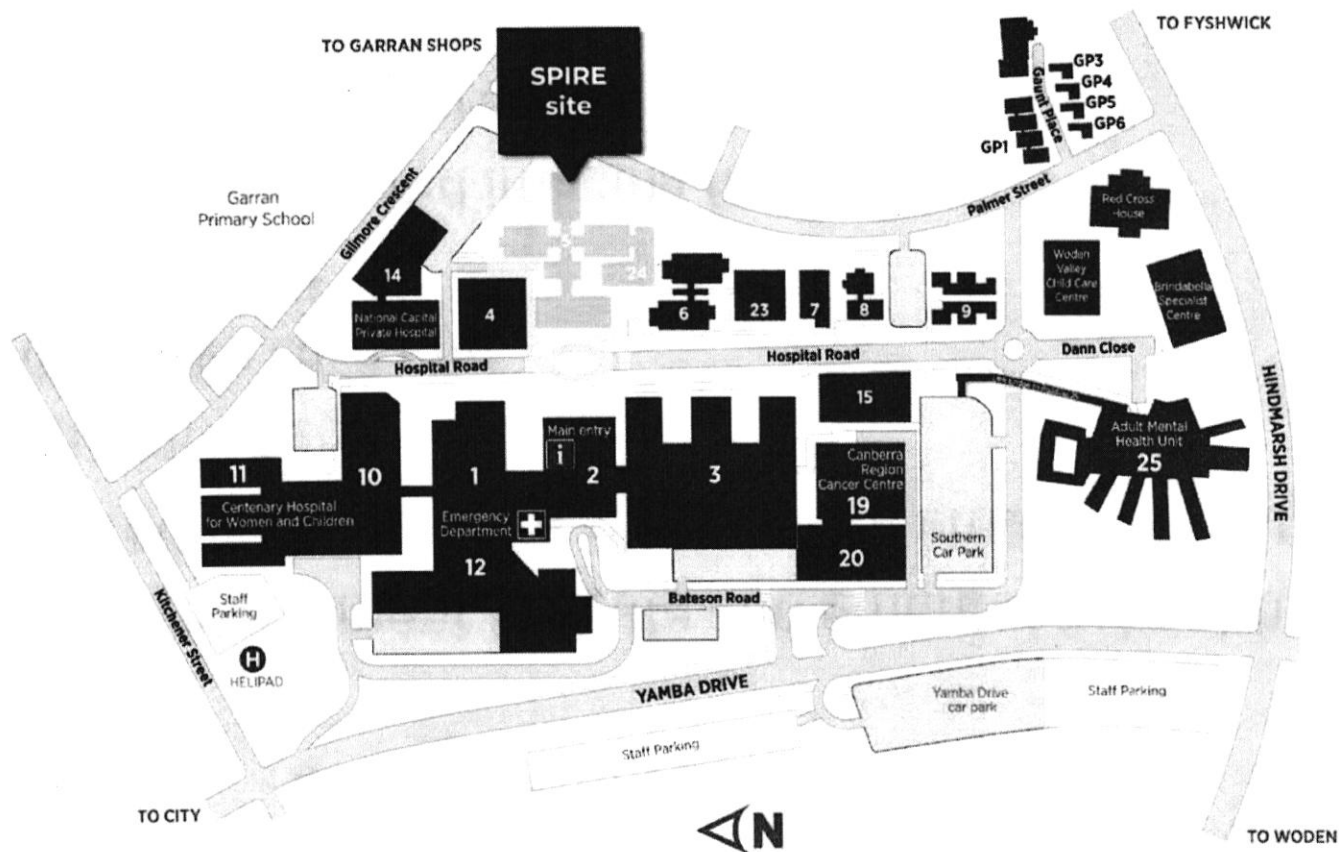 TO GARRAN SHOPS
SPIRE
site
TO FYSHWICK
GP3
GP4
GP5
GP6
GP1
Gaunt Place
Garran
Primary School
Gilmore Crescent
Palmer Street
Red Cross
House
Woden
Valley
Child Care
Centre
Brindabella
Specialist
Centre
14
National Capital
Private Hospital
4
5
24
6
23
7
8
9
Hospital Road
Hospital Road
Dann Close
HINDMARSH DRIVE
15
Adult Mental
Health Unit
25
Main entry
i
2
1
3
10
11
Centenary Hospital
for Women and Children
Emergency
Department
12
Canberra
Region
Cancer Centre
19
20
Southern
Car Park
Bateson Road
Staff
Parking
Kitchener Street
H
HELIPAD
YAMBA DRIVE
Yamba Drive
car park
Staff Parking
Staff Parking
TO CITY
N
TO WODEN